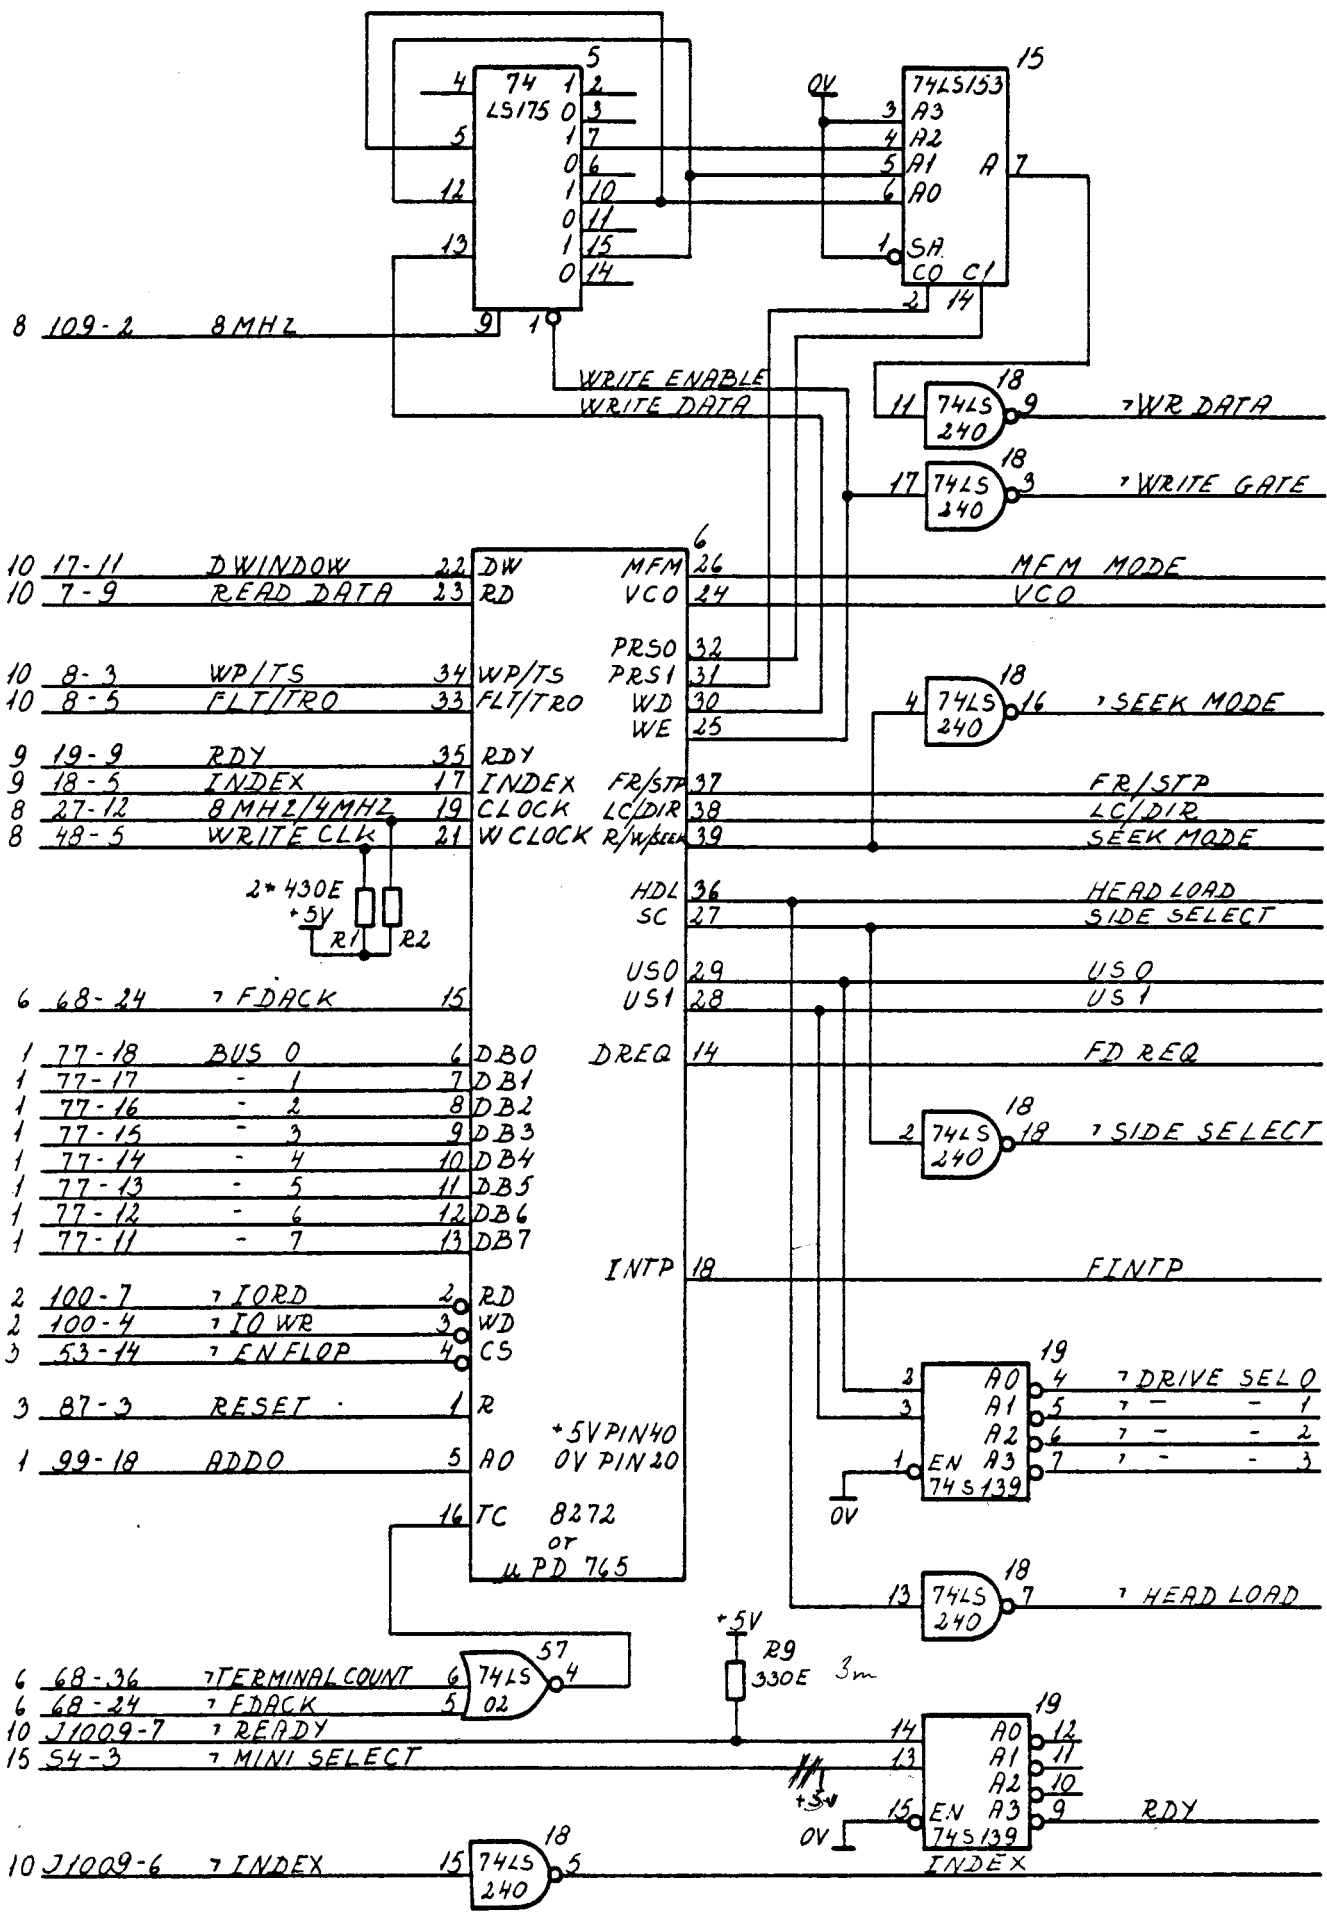 5
15
4 74 1 2
LS175 0 3
5 1 7
0 6
12 1 10
0 11
13 1 15
0 14
9 1
0V
74LS153
3 A3
4 A2
5 A1 A 7
6 A0
1 SA
C0 C1
2 14
8 109-2 8MHZ
WRITE ENABLE
WRITE DATA
18
11 74LS 9 ¬WR DATA
240
18
17 74LS 3 ¬WRITE GATE
240
6
10 17-11 DWINDOW 22 DW MFM 26 MFM MODE
10 7-9 READ DATA 23 RD VCO 24 VCO
PRS0 32
10 8-3 WP/TS 34 WP/TS PRS1 31
10 8-5 FLT/TRO 33 FLT/TRO WD 30
WE 25
18
4 74LS 16 ¬SEEK MODE
240
9 19-9 RDY 35 RDY
9 18-5 INDEX 17 INDEX FR/STP 37 FR/STP
8 27-12 8MHZ/4MHZ 19 CLOCK LC/DIR 38 LC/DIR
8 48-5 WRITE CLK 21 W CLOCK R/W/SEEK 39 SEEK MODE
2*430E
+5V
R1 R2
HDL 36 HEAD LOAD
SC 27 SIDE SELECT
US0 29 US0
6 68-24 ¬FDACK 15 US1 28 US1
1 77-18 BUS 0 6 DB0 DREQ 14 FD REQ
1 77-17 - 1 7 DB1
1 77-16 - 2 8 DB2
1 77-15 - 3 9 DB3
1 77-14 - 4 10 DB4
1 77-13 - 5 11 DB5
1 77-12 - 6 12 DB6
1 77-11 - 7 13 DB7
18
2 74LS 18 ¬SIDE SELECT
240
INTP 18 FINTP
2 100-7 ¬IORD 2 RD
2 100-4 ¬IO WR 3 WD
3 53-14 ¬ENFLOP 4 CS
3 87-3 RESET 1 R
+5V PIN40
1 99-18 ADD0 5 A0 0V PIN20
16 TC 8272
or
µPD 765
19
2 A0 4 ¬DRIVE SEL 0
3 A1 5 ¬ - - 1
A2 6 ¬ - - 2
1 EN A3 7 ¬ - - 3
74S139
0V
18
13 74LS 7 ¬HEAD LOAD
240
57
6 68-36 ¬TERMINAL COUNT 6 74LS 4
6 68-24 ¬FDACK 5 02
+5V
R9
330E 3m
10 J1009-7 ¬READY
15 S4-3 ¬MINI SELECT
+5V
19
14 A0 12
13 A1 11
A2 10
15 EN A3 9 RDY
0V 74S139
18
10 J1009-6 ¬INDEX 15 74LS 5 INDEX
240